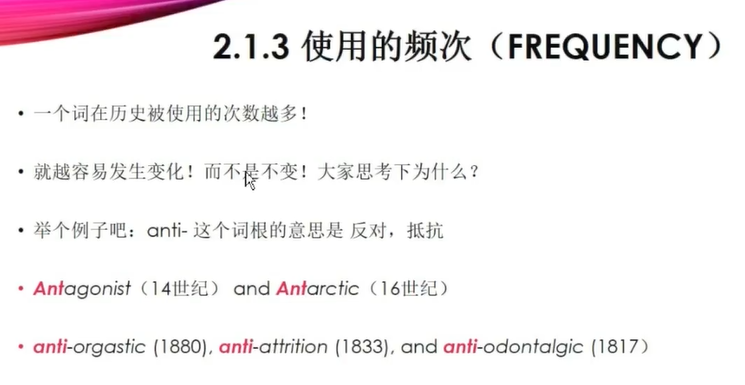 2.1.3 使用的频次（FREQUENCY）
• 一个词在历史被使用的次数越多！
• 就越容易发生变化！而不是不变！大家思考下为什么？
• 举个例子吧：anti- 这个词根的意思是 反对，抵抗
• Antagonist（14世纪） and Antarctic（16世纪）
• anti-orgastic (1880), anti-attrition (1833), and anti-odontalgic (1817）